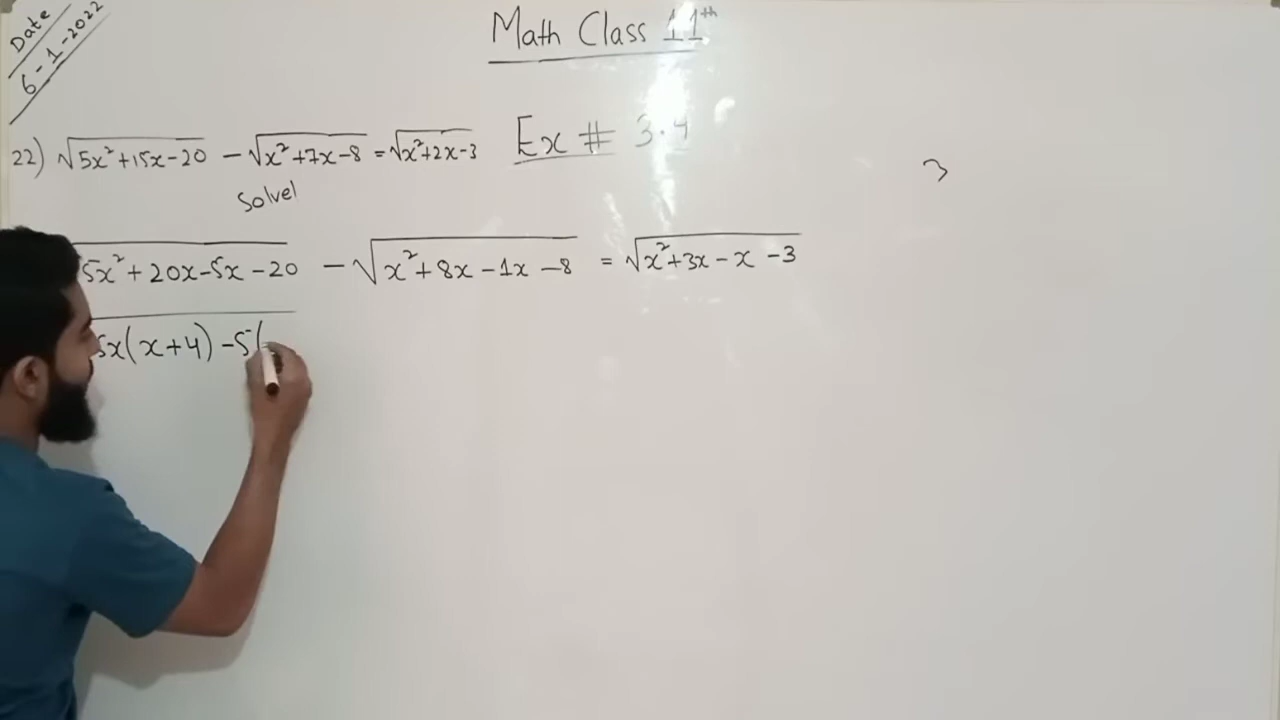 Date
6-1-2022
Math Class 11th
Ex # 3.4
22) √5x²+15x-20 - √x²+7x-8 = √x²+2x-3
Solve
5x²+20x-5x-20 - √x²+8x-1x-8 = √x²+3x-x-3
5x(x+4)-5(